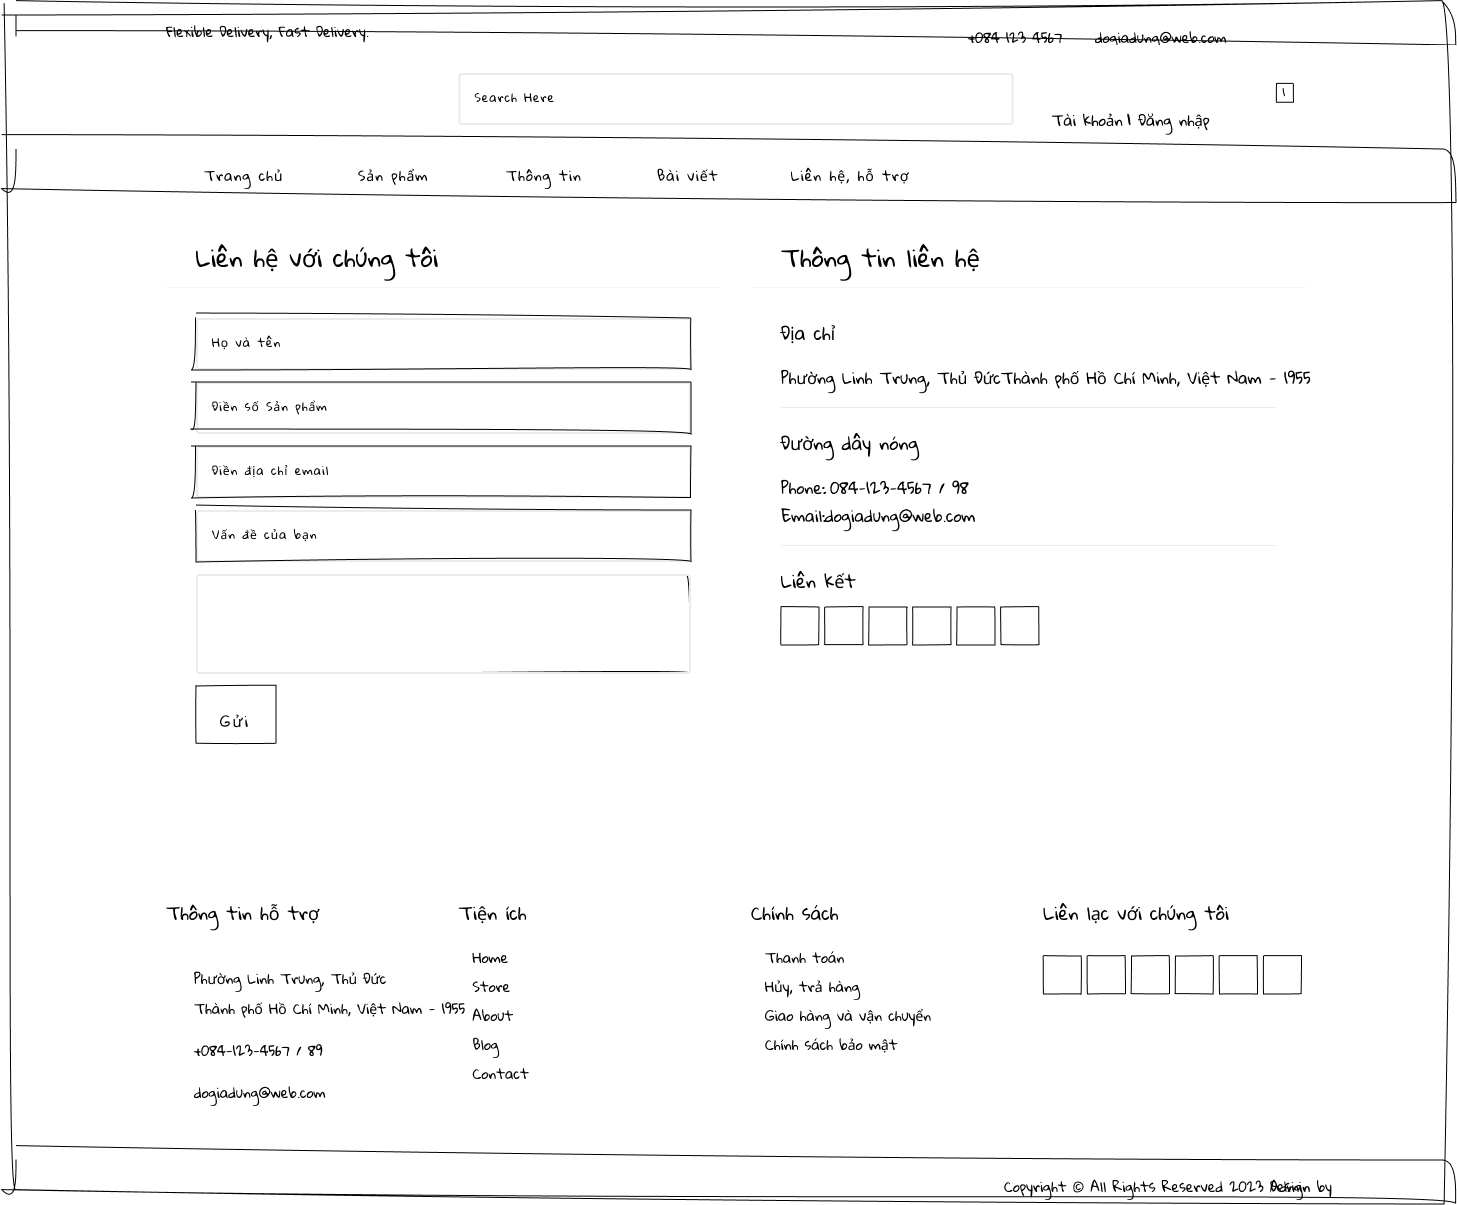 Flexible Delivery, Fast Delivery.
+084 123 4567 dogiadung@web.com
Search Here
1
Tài khoản | Đăng nhập
Trang chủ Sản phẩm Thông tin Bài viết Liên hệ, hỗ trợ
Liên hệ với chúng tôi
Họ và tên
Điền số Sản phẩm
Điền địa chỉ email
Vấn đề của bạn
Gửi
Thông tin liên hệ
Địa chỉ
Phường Linh Trung, Thủ ĐứcThành phố Hồ Chí Minh, Việt Nam - 1955
Đường dây nóng
Phone: 084-123-4567 / 98
Email:dogiadung@web.com
Liên kết
Thông tin hỗ trợ
Phường Linh Trung, Thủ Đức
Thành phố Hồ Chí Minh, Việt Nam - 1955
+084-123-4567 / 89
dogiadung@web.com
Tiện ích
Home
Store
About
Blog
Contact
Chính sách
Thanh toán
Hủy, trả hàng
Giao hàng và vận chuyển
Chính sách bảo mật
Liên lạc với chúng tôi
Copyright © All Rights Reserved 2023 Design by